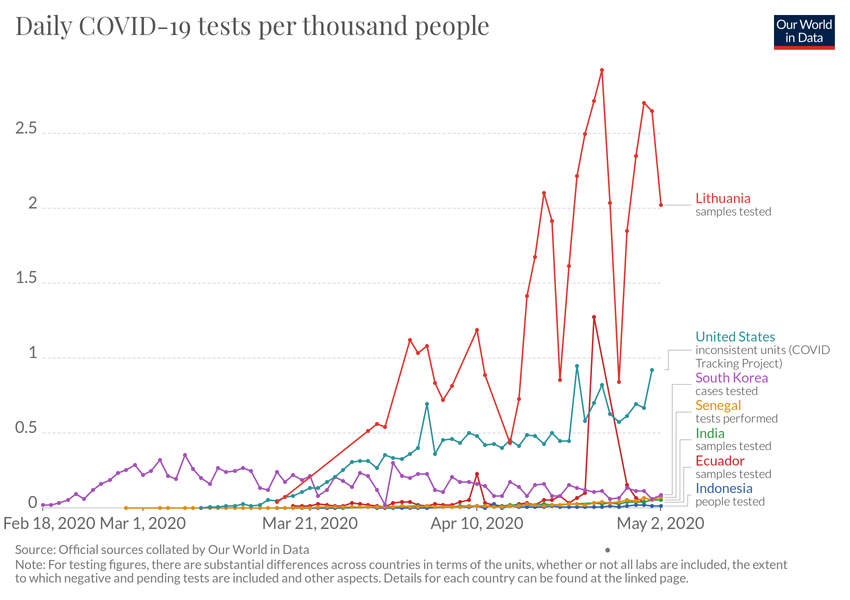 Daily COVID-19 tests per thousand people
Our World
in Data
2.5
2
1.5
1
0.5
0
Lithuania
samples tested
United States
inconsistent units (COVID
Tracking Project)
South Korea
cases tested
Senegal
tests performed
India
samples tested
Ecuador
samples tested
Indonesia
people tested
Feb 18, 2020 Mar 1, 2020 Mar 21, 2020 Apr 10, 2020 May 2, 2020
Source: Official sources collated by Our World in Data
Note: For testing figures, there are substantial differences across countries in terms of the units, whether or not all labs are included, the extent
to which negative and pending tests are included and other aspects. Details for each country can be found at the linked page.